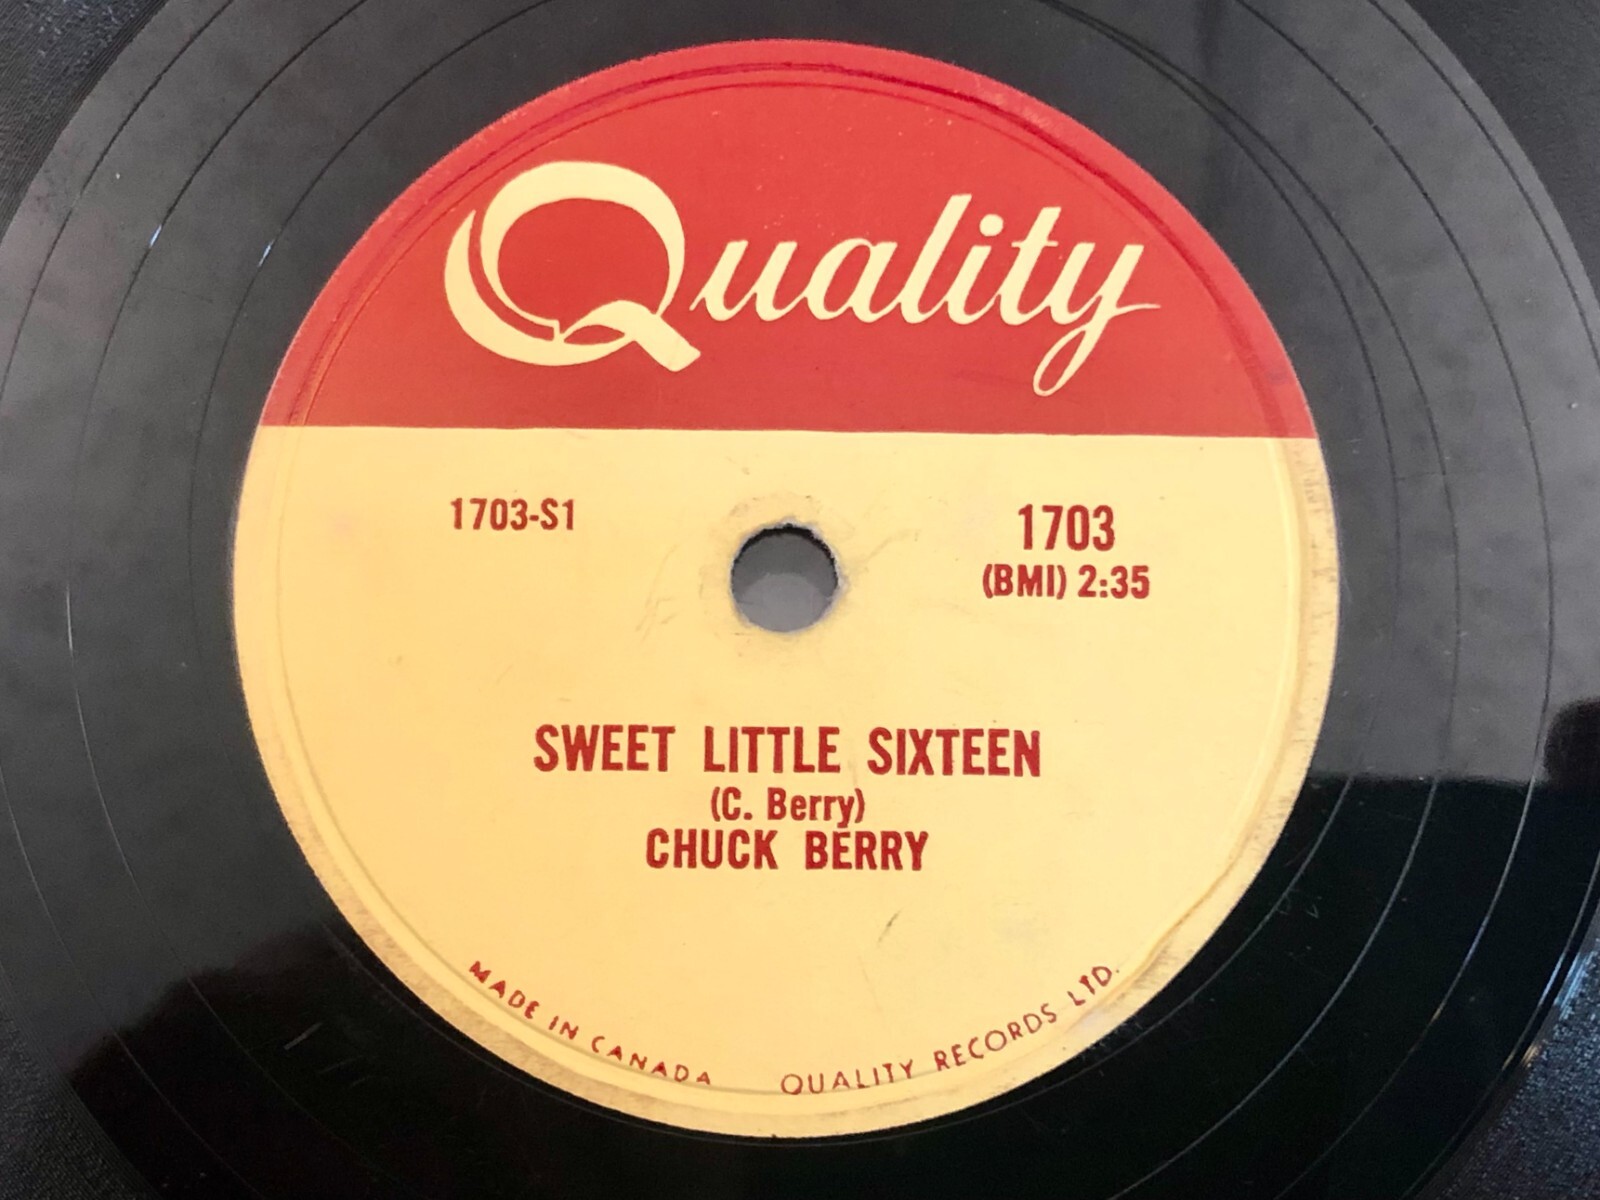 Quality
1703-S1
1703
(BMI) 2:35
SWEET LITTLE SIXTEEN
(C. Berry)
CHUCK BERRY
MADE IN CANADA
QUALITY RECORDS LTD.